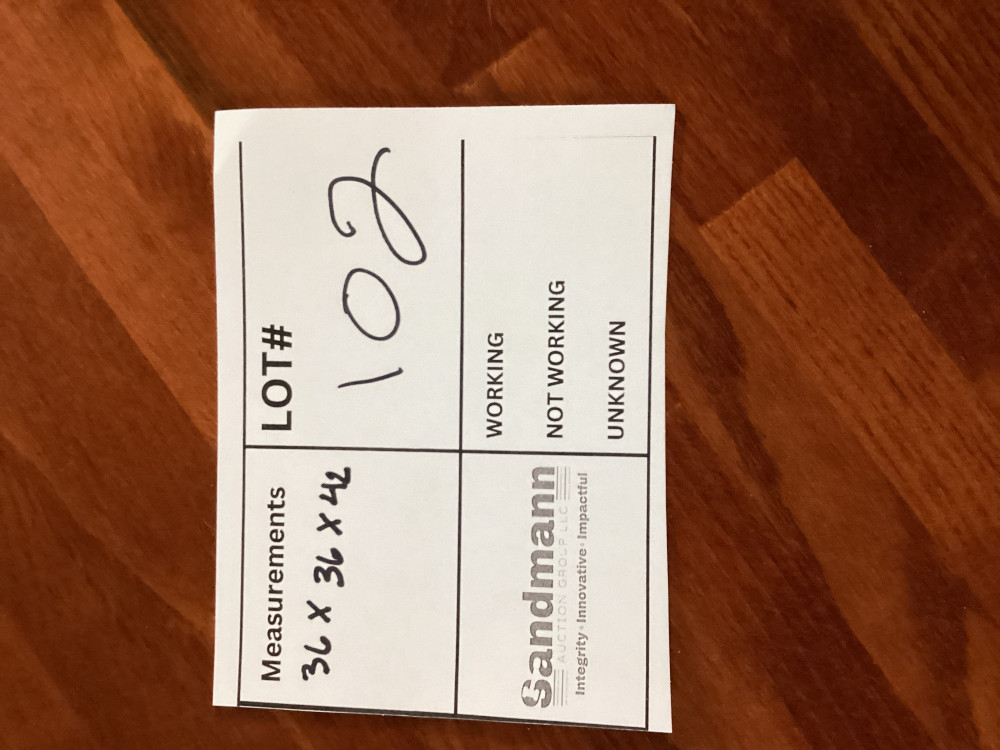 Measurements
36 x 36 x 42
LOT#
102
Sandmann
AUCTION GROUP LLC
Integrity • Innovative • Impactful
WORKING
NOT WORKING
UNKNOWN